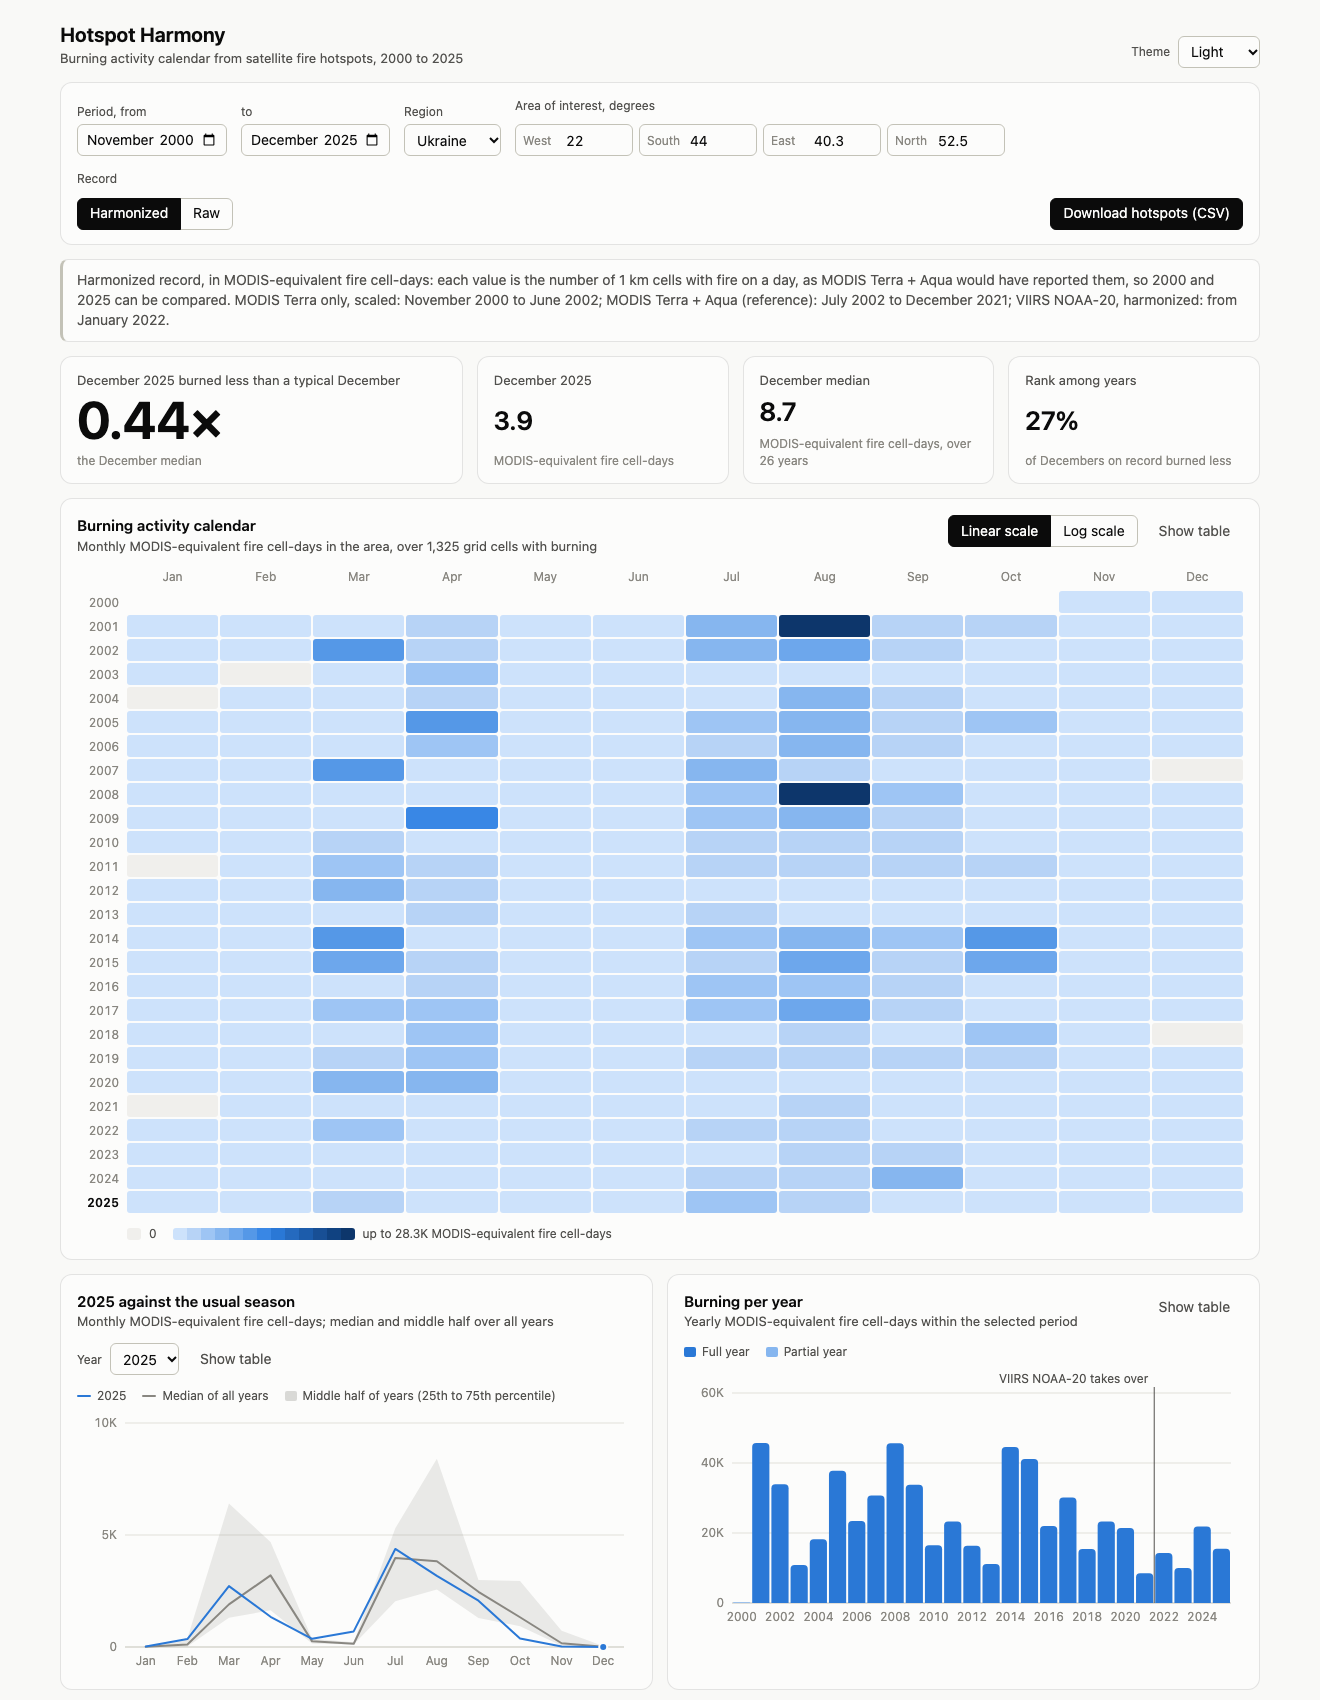 Hotspot Harmony
Burning activity calendar from satellite fire hotspots, 2000 to 2025
Theme
Light
Period, from
to
Region
Area of interest, degrees
November 2000
December 2025
Ukraine
West 22
South 44
East 40.3
North 52.5
Record
Harmonized
Raw
Download hotspots (CSV)
Harmonized record, in MODIS-equivalent fire cell-days: each value is the number of 1 km cells with fire on a day, as MODIS Terra + Aqua would have reported them, so 2000 and
2025 can be compared. MODIS Terra only, scaled: November 2000 to June 2002; MODIS Terra + Aqua (reference): July 2002 to December 2021; VIIRS NOAA-20, harmonized: from
January 2022.
December 2025 burned less than a typical December
0.44×
the December median
December 2025
3.9
MODIS-equivalent fire cell-days
December median
8.7
MODIS-equivalent fire cell-days, over
26 years
Rank among years
27%
of Decembers on record burned less
Burning activity calendar
Monthly MODIS-equivalent fire cell-days in the area, over 1,325 grid cells with burning
Linear scale
Log scale
Show table
Jan Feb Mar Apr May Jun Jul Aug Sep Oct Nov Dec
2000
2001
2002
2003
2004
2005
2006
2007
2008
2009
2010
2011
2012
2013
2014
2015
2016
2017
2018
2019
2020
2021
2022
2023
2024
2025
0
up to 28.3K MODIS-equivalent fire cell-days
2025 against the usual season
Monthly MODIS-equivalent fire cell-days; median and middle half over all years
Year
2025
Show table
2025
Median of all years
Middle half of years (25th to 75th percentile)
10K
5K
0
Jan Feb Mar Apr May Jun Jul Aug Sep Oct Nov Dec
Burning per year
Yearly MODIS-equivalent fire cell-days within the selected period
Show table
Full year
Partial year
VIIRS NOAA-20 takes over
60K
40K
20K
0
2000 2002 2004 2006 2008 2010 2012 2014 2016 2018 2020 2022 2024